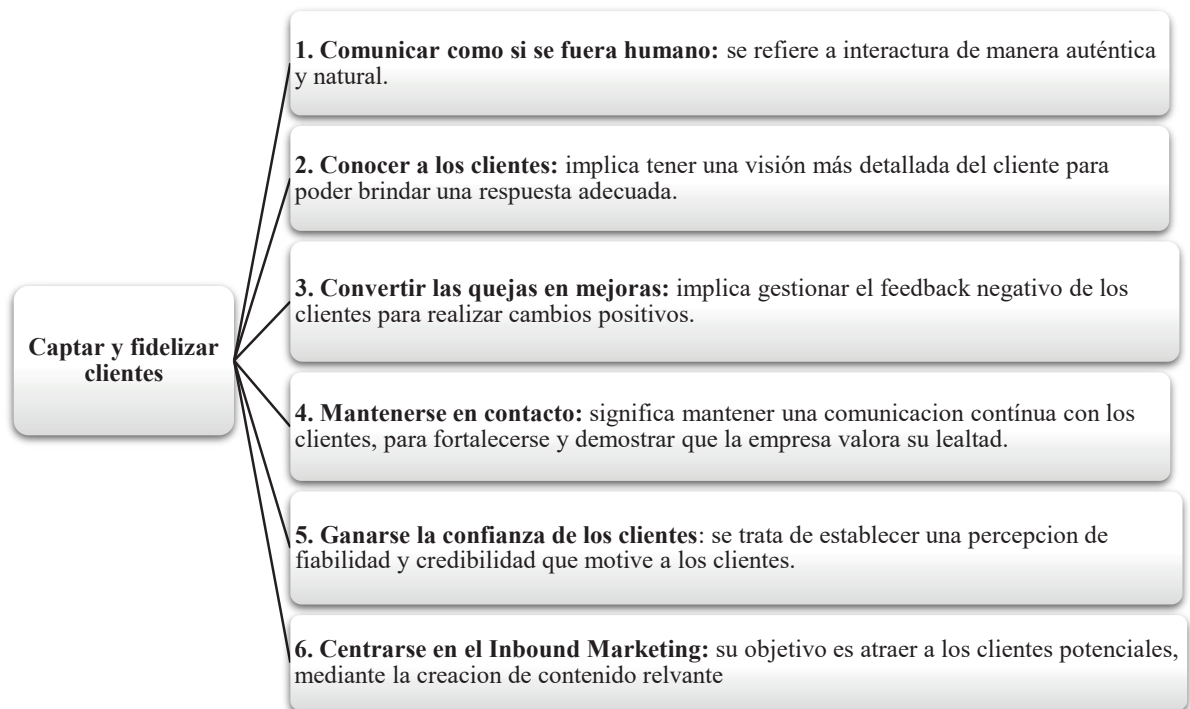 1. Comunicar como si se fuera humano: se refiere a interactura de manera auténtica
y natural.
2. Conocer a los clientes: implica tener una visión más detallada del cliente para
poder brindar una respuesta adecuada.
3. Convertir las quejas en mejoras: implica gestionar el feedback negativo de los
clientes para realizar cambios positivos.
Captar y fidelizar
clientes
4. Mantenerse en contacto: significa mantener una comunicacion contínua con los
clientes, para fortalecerse y demostrar que la empresa valora su lealtad.
5. Ganarse la confianza de los clientes: se trata de establecer una percepcion de
fiabilidad y credibilidad que motive a los clientes.
6. Centrarse en el Inbound Marketing: su objetivo es atraer a los clientes potenciales,
mediante la creacion de contenido relvante